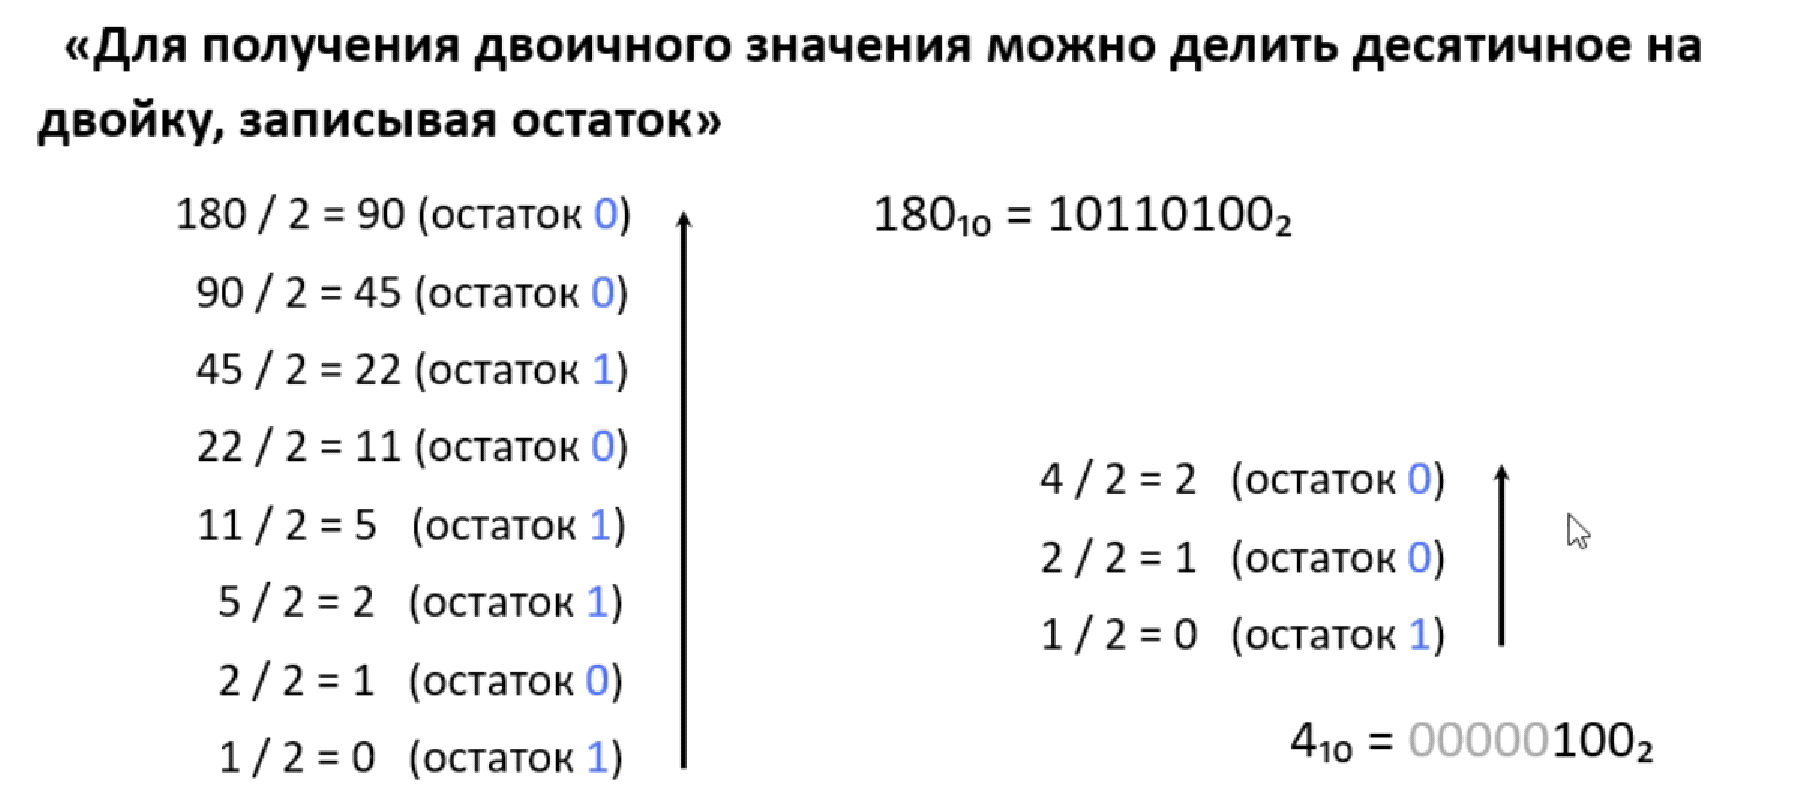 «Для получения двоичного значения можно делить десятичное на
двойку, записывая остаток»
180 / 2 = 90 (остаток 0)
90 / 2 = 45 (остаток 0)
45 / 2 = 22 (остаток 1)
22 / 2 = 11 (остаток 0)
11 / 2 = 5 (остаток 1)
5 / 2 = 2 (остаток 1)
2 / 2 = 1 (остаток 0)
1 / 2 = 0 (остаток 1)
180₁₀ = 10110100₂
4 / 2 = 2 (остаток 0)
2 / 2 = 1 (остаток 0)
1 / 2 = 0 (остаток 1)
4₁₀ = 00000100₂